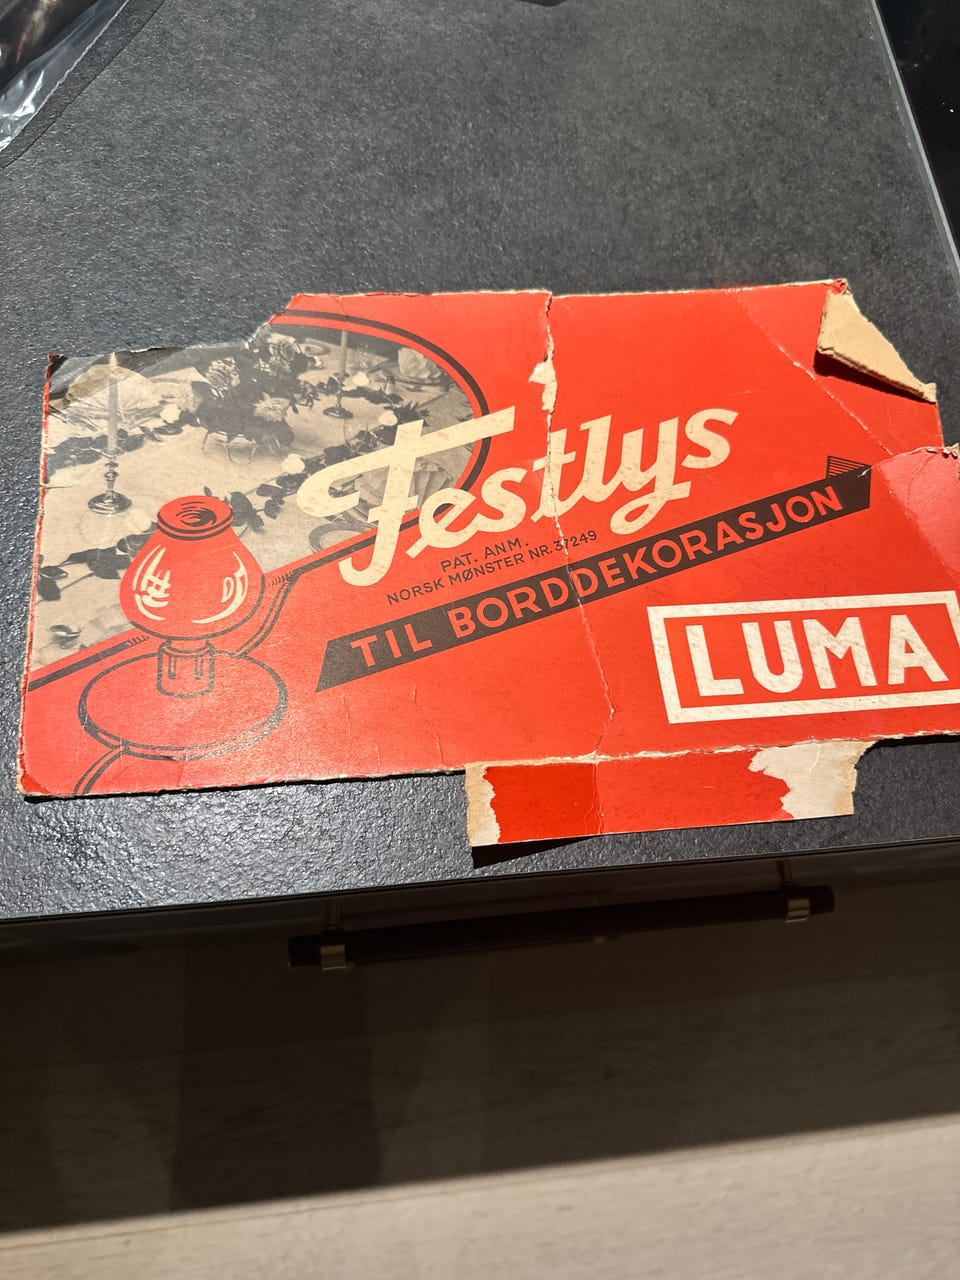 Festlys
PAT. ANM.
NORSK MØNSTER NR. 37249
TIL BORDDEKORASJON
LUMA